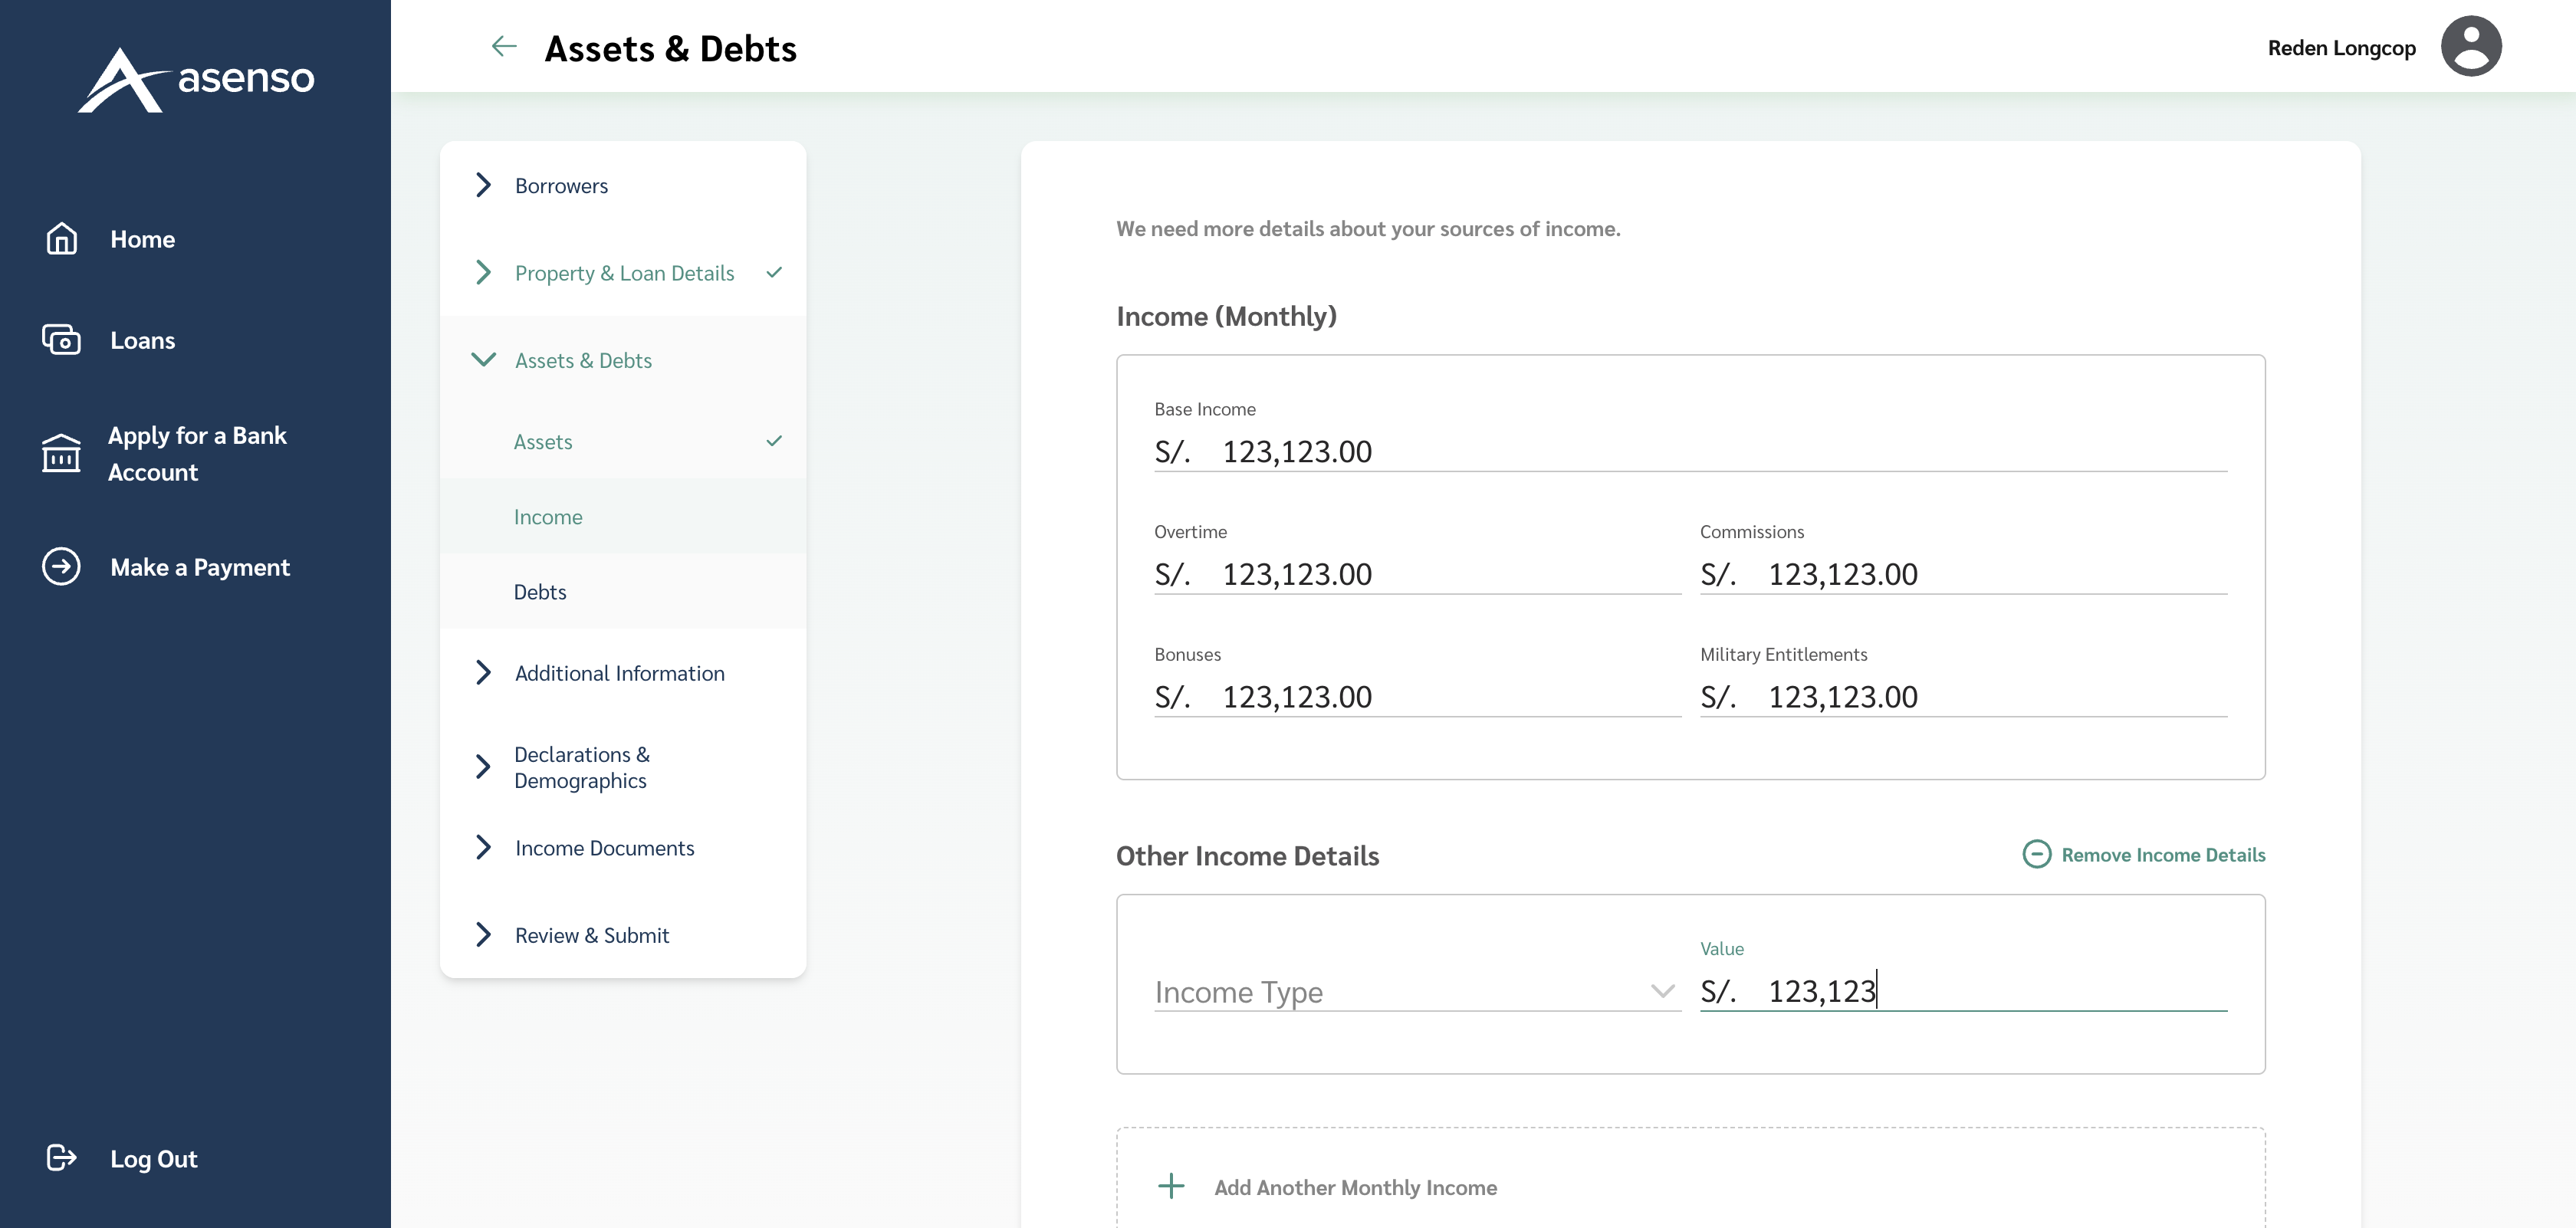 asenso
Home
Loans
Apply for a Bank
Account
Make a Payment
Log Out
Assets & Debts
Reden Longcop
Borrowers
Property & Loan Details
Assets & Debts
Assets
Income
Debts
Additional Information
Declarations &
Demographics
Income Documents
Review & Submit
We need more details about your sources of income.
Income (Monthly)
Base Income
S/. 123,123.00
Overtime
S/. 123,123.00
Commissions
S/. 123,123.00
Bonuses
S/. 123,123.00
Military Entitlements
S/. 123,123.00
Other Income Details
Remove Income Details
Income Type
Value
S/. 123,123
Add Another Monthly Income